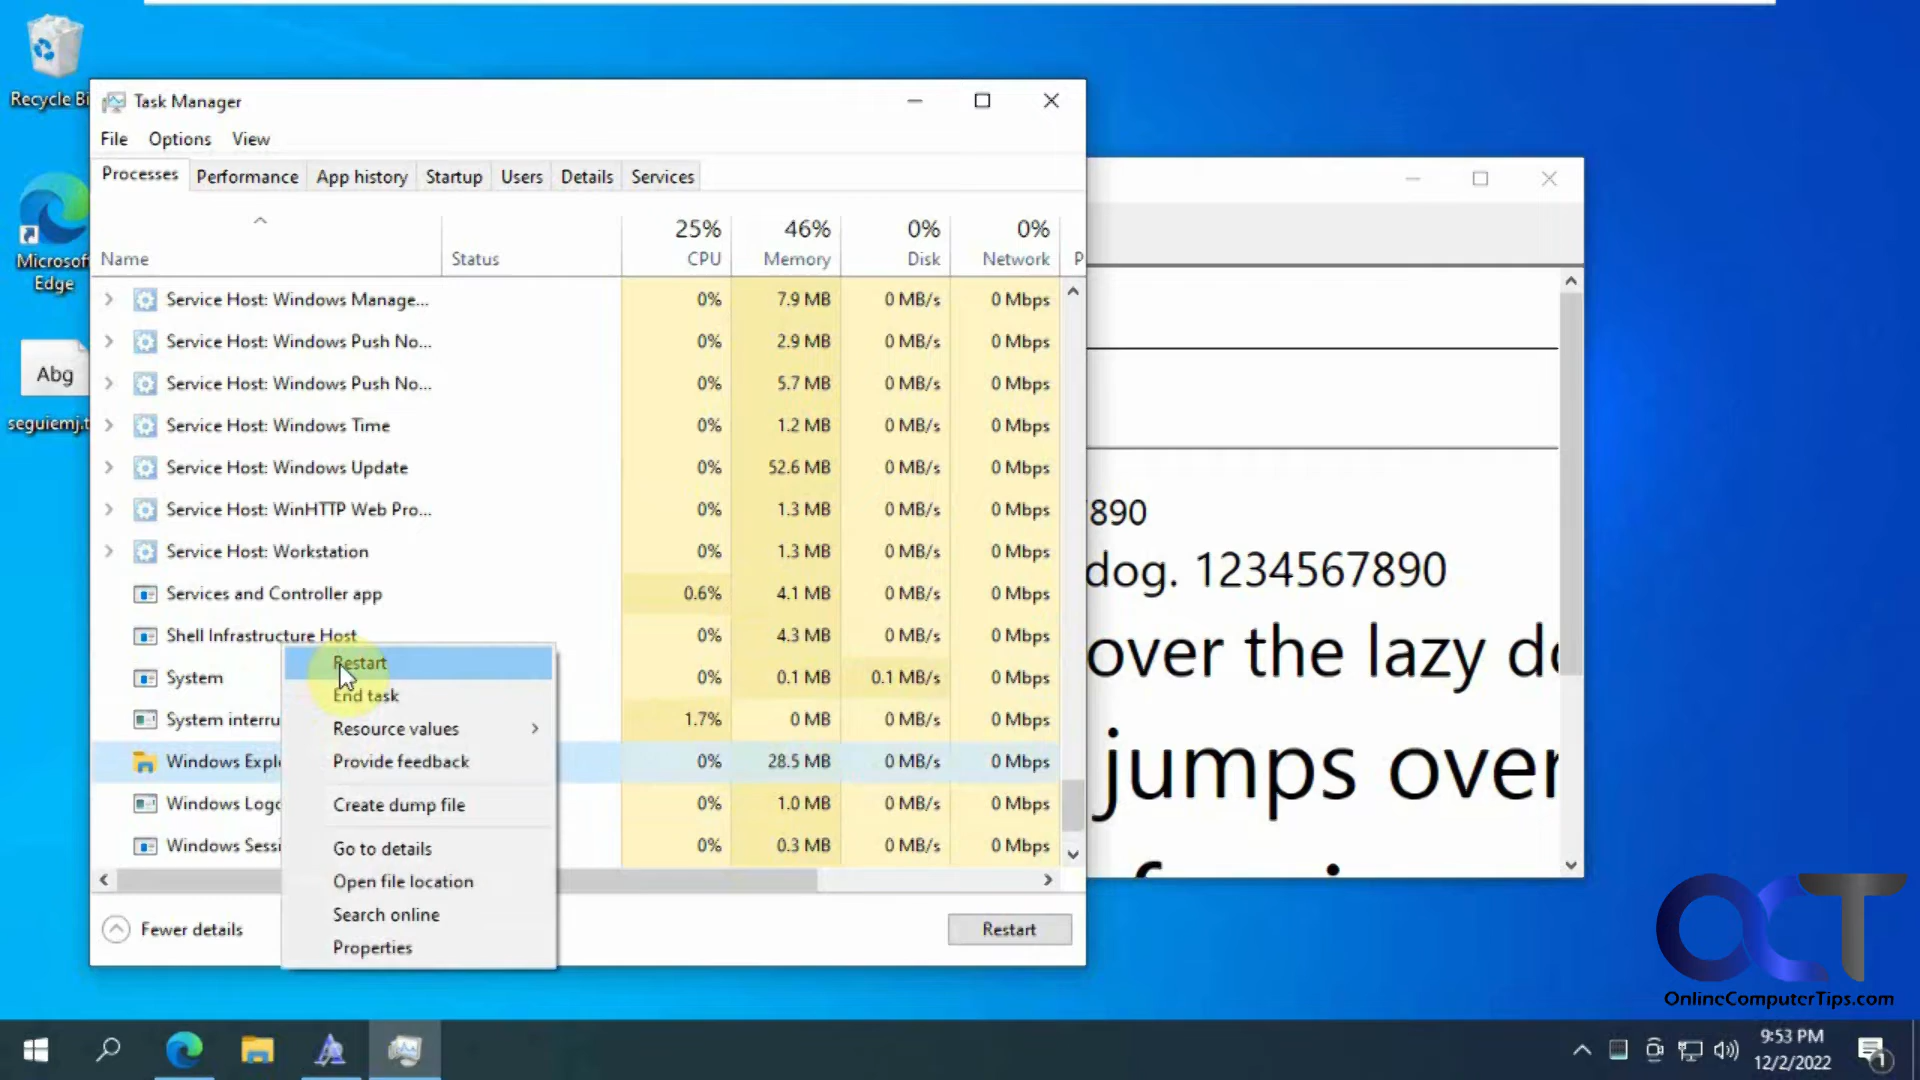 Recycle Bi
Microsof
Edge
Abg
seguiemj.t
Task Manager
File Options View
Processes Performance App history Startup Users Details Services
25% 46% 0% 0%
Name Status CPU Memory Disk Network P
Service Host: Windows Manage... 0% 7.9 MB 0 MB/s 0 Mbps
Service Host: Windows Push No... 0% 2.9 MB 0 MB/s 0 Mbps
Service Host: Windows Push No... 0% 5.7 MB 0 MB/s 0 Mbps
Service Host: Windows Time 0% 1.2 MB 0 MB/s 0 Mbps
Service Host: Windows Update 0% 52.6 MB 0 MB/s 0 Mbps
Service Host: WinHTTP Web Pro... 0% 1.3 MB 0 MB/s 0 Mbps
Service Host: Workstation 0% 1.3 MB 0 MB/s 0 Mbps
Services and Controller app 0.6% 4.1 MB 0 MB/s 0 Mbps
Shell Infrastructure Host 0% 4.3 MB 0 MB/s 0 Mbps
System 0% 0.1 MB 0.1 MB/s 0 Mbps
System interru 1.7% 0 MB 0 MB/s 0 Mbps
Windows Explo 0% 28.5 MB 0 MB/s 0 Mbps
Windows Logo 0% 1.0 MB 0 MB/s 0 Mbps
Windows Sessi 0% 0.3 MB 0 MB/s 0 Mbps
Restart
End task
Resource values
Provide feedback
Create dump file
Go to details
Open file location
Search online
Properties
Fewer details
Restart
7890
dog. 1234567890
over the lazy do
jumps over
OCT
OnlineComputerTips.com
9:53 PM
12/2/2022
1